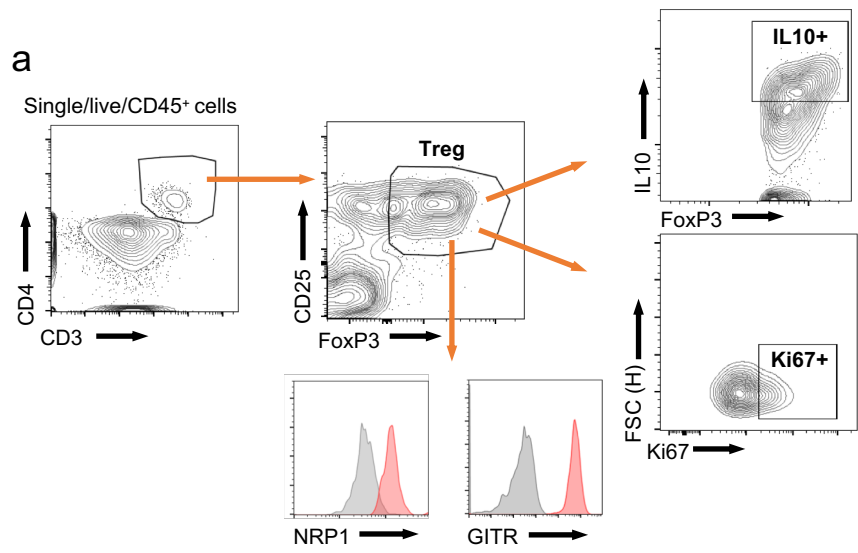 a
Single/live/CD45⁺ cells
CD4
CD3
Treg
CD25
FoxP3
IL10+
IL10
FoxP3
Ki67+
FSC (H)
Ki67
NRP1
GITR